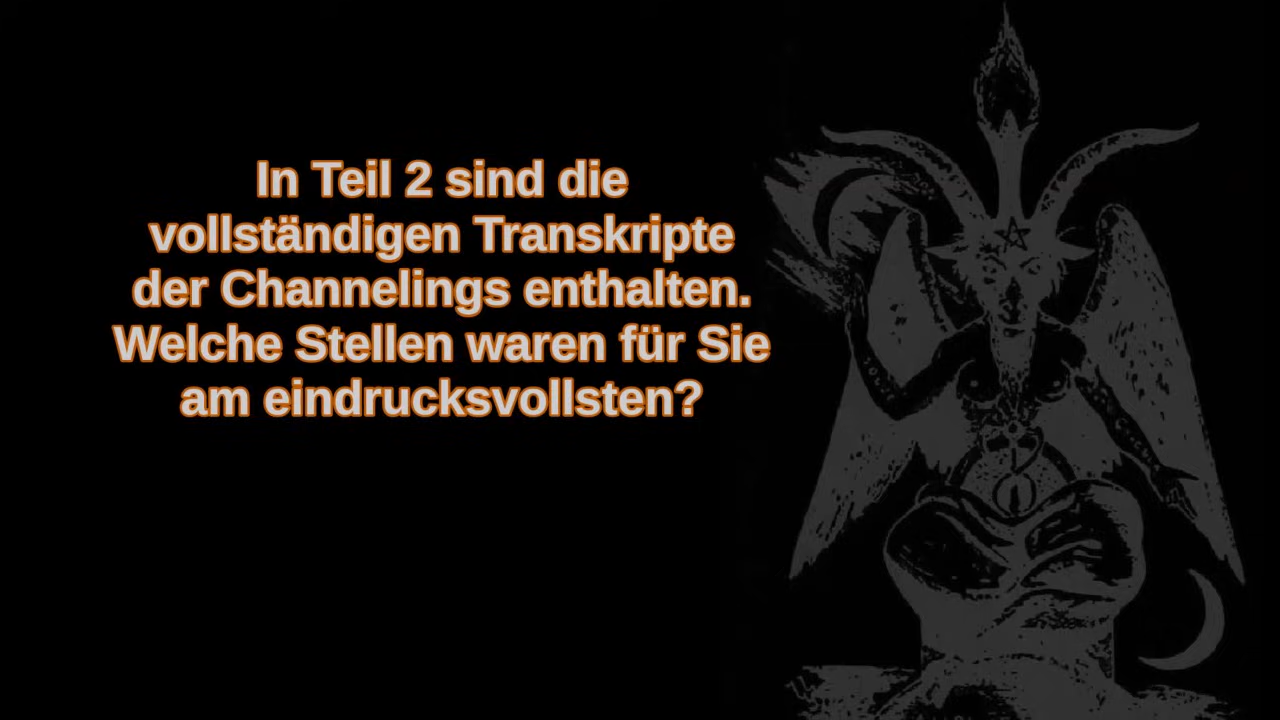 In Teil 2 sind die
vollständigen Transkripte
der Channelings enthalten.
Welche Stellen waren für Sie
am eindrucksvollsten?